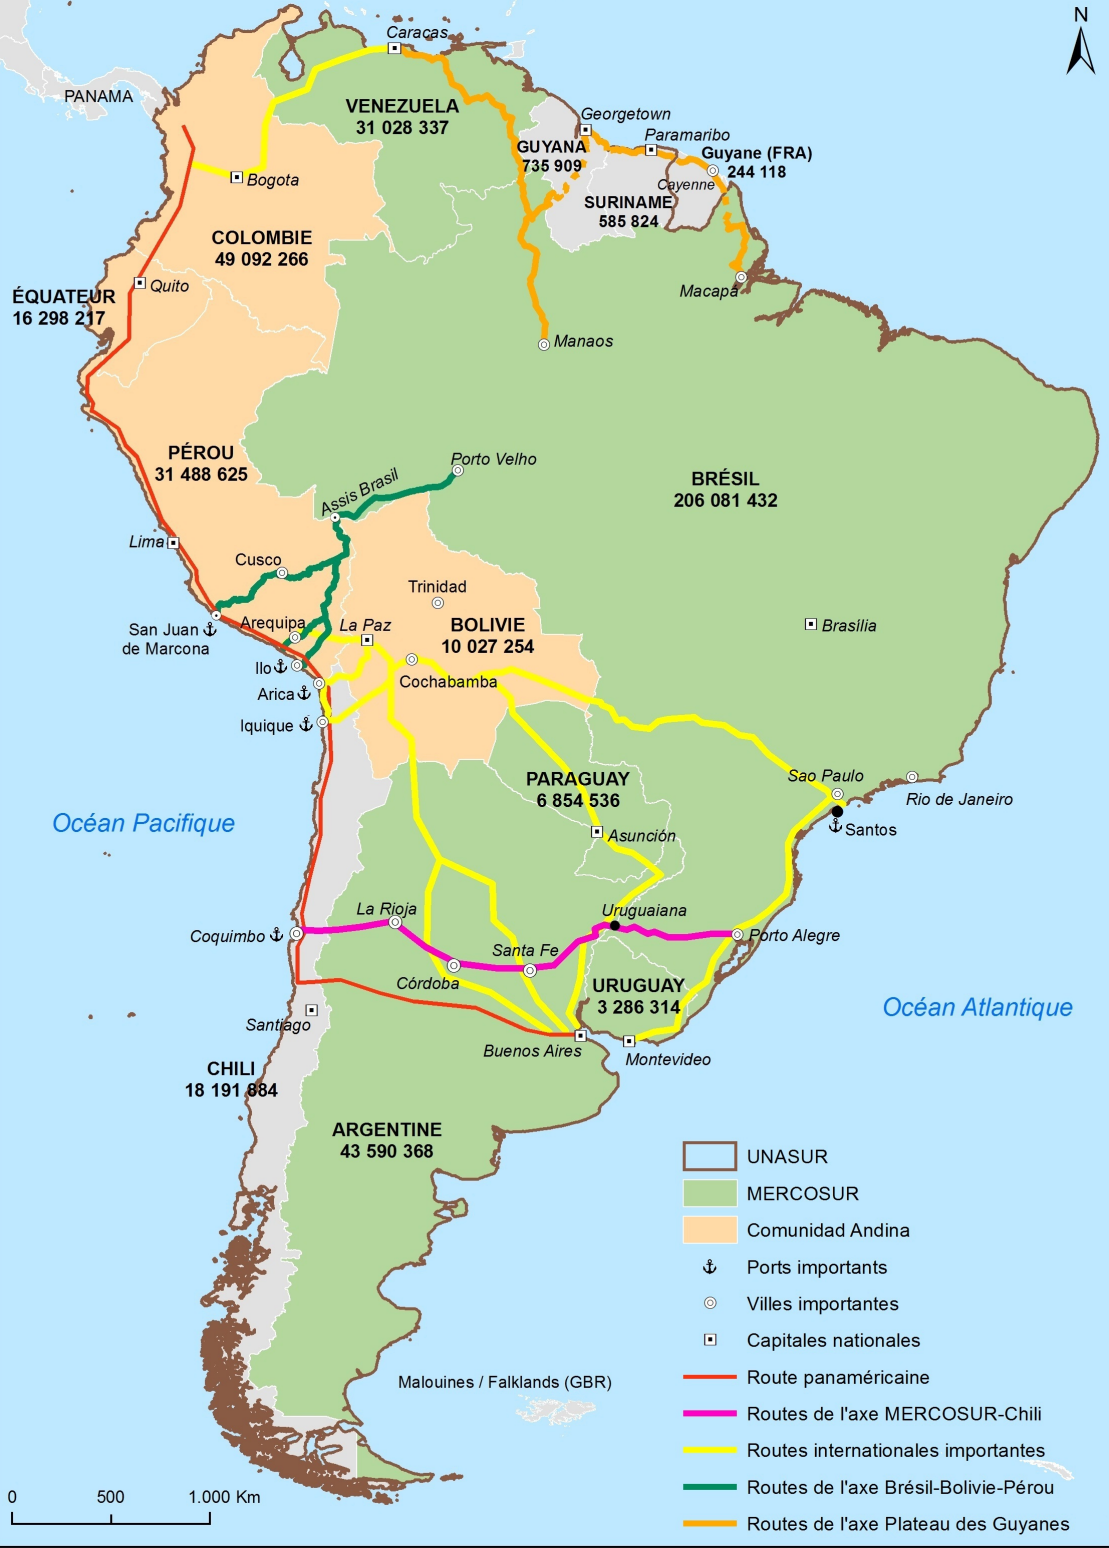 N
Caracas
PANAMA
VENEZUELA
31 028 337
Georgetown
GUYANA
735 909
Paramaribo
Guyane (FRA)
244 118
Cayenne
SURINAME
585 824
Bogota
COLOMBIE
49 092 266
Quito
ÉQUATEUR
16 298 217
Macapá
Manaos
PÉROU
31 488 625
Porto Velho
Assis Brasil
BRÉSIL
206 081 432
Lima
Cusco
Trinidad
San Juan
de Marcona
Arequipa
La Paz
BOLIVIE
10 027 254
Brasília
Ilo
Cochabamba
Arica
Iquique
PARAGUAY
6 854 536
Sao Paulo
Rio de Janeiro
Océan Pacifique
Asunción
Santos
La Rioja
Uruguaiana
Coquimbo
Santa Fe
Porto Alegre
Córdoba
URUGUAY
3 286 314
Océan Atlantique
Santiago
Buenos Aires
Montevideo
CHILI
18 191 884
ARGENTINE
43 590 368
UNASUR
MERCOSUR
Comunidad Andina
Ports importants
Villes importantes
Capitales nationales
Route panaméricaine
Malouines / Falklands (GBR)
Routes de l'axe MERCOSUR-Chili
Routes internationales importantes
Routes de l'axe Brésil-Bolivie-Pérou
Routes de l'axe Plateau des Guyanes
0 500 1.000 Km